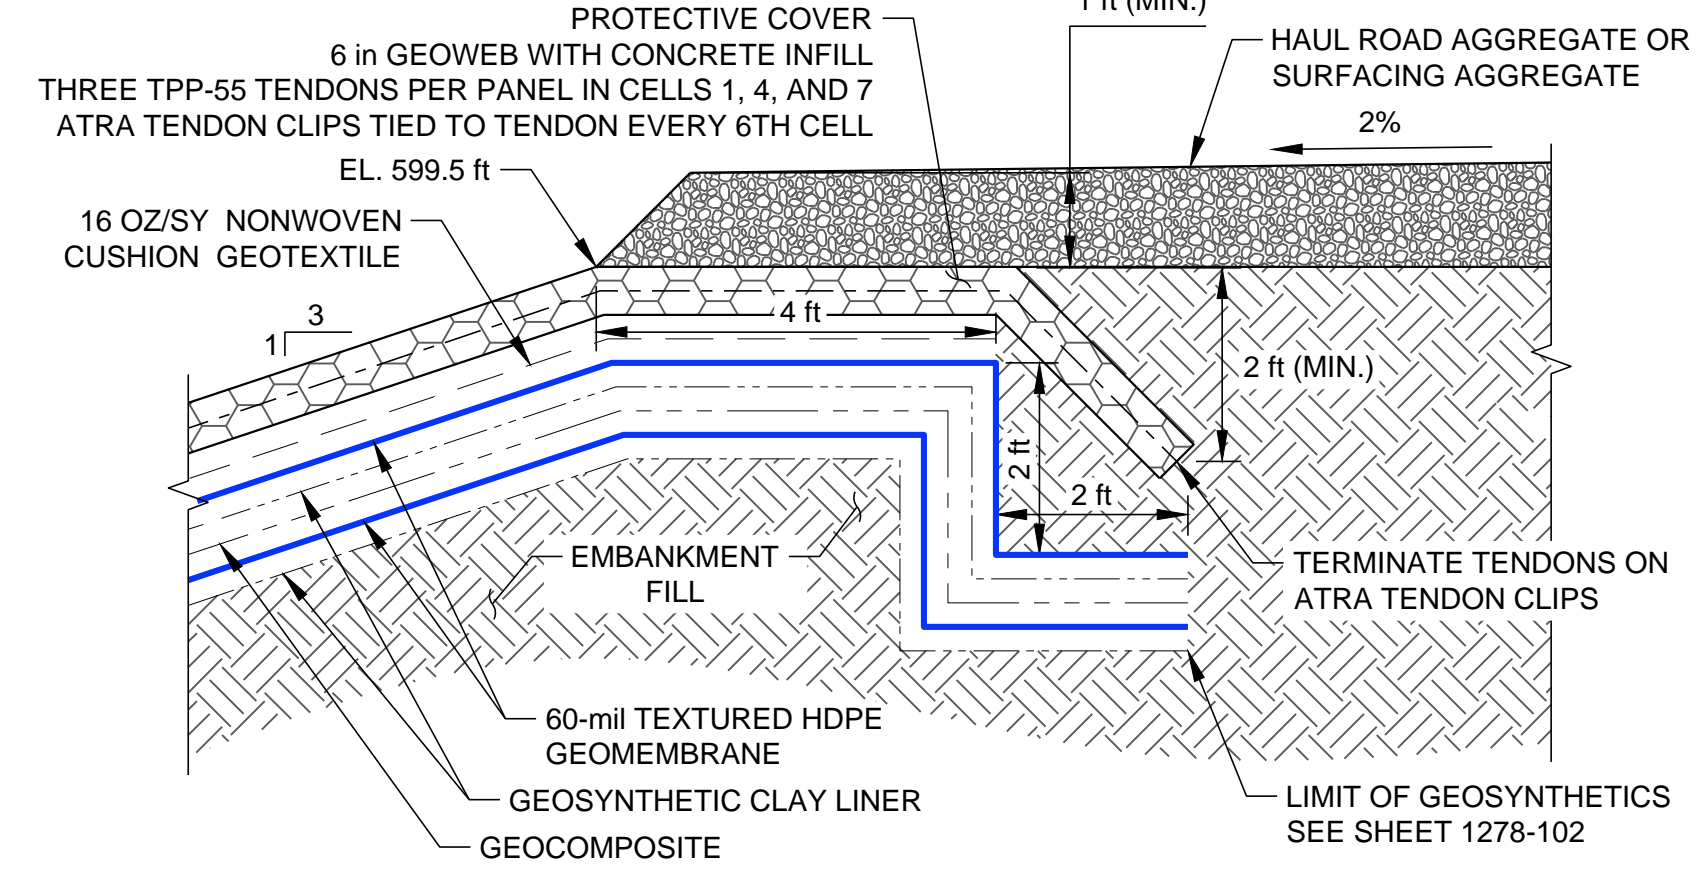 PROTECTIVE COVER
6 in GEOWEB WITH CONCRETE INFILL
THREE TPP-55 TENDONS PER PANEL IN CELLS 1, 4, AND 7
ATRA TENDON CLIPS TIED TO TENDON EVERY 6TH CELL
1 ft (MIN.)
HAUL ROAD AGGREGATE OR
SURFACING AGGREGATE
2%
EL. 599.5 ft
16 OZ/SY NONWOVEN
CUSHION GEOTEXTILE
3
1
4 ft
2 ft (MIN.)
2 ft
2 ft
EMBANKMENT
FILL
TERMINATE TENDONS ON
ATRA TENDON CLIPS
60-mil TEXTURED HDPE
GEOMEMBRANE
GEOSYNTHETIC CLAY LINER
GEOCOMPOSITE
LIMIT OF GEOSYNTHETICS
SEE SHEET 1278-102